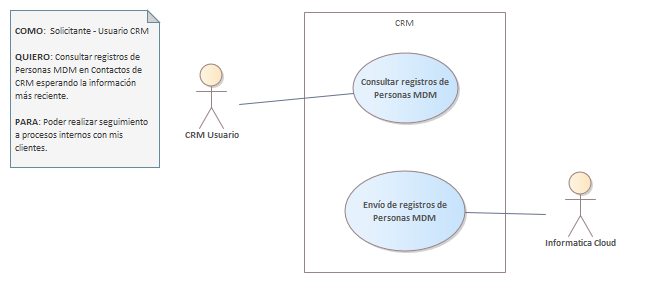 COMO: Solicitante - Usuario CRM
QUIERO: Consultar registros de
Personas MDM en Contactos de
CRM esperando la información
más reciente.
PARA: Poder realizar seguimiento
a procesos internos con mis
clientes.
CRM
Consultar registros de
Personas MDM
CRM Usuario
Envío de registros de
Personas MDM
Informatica Cloud